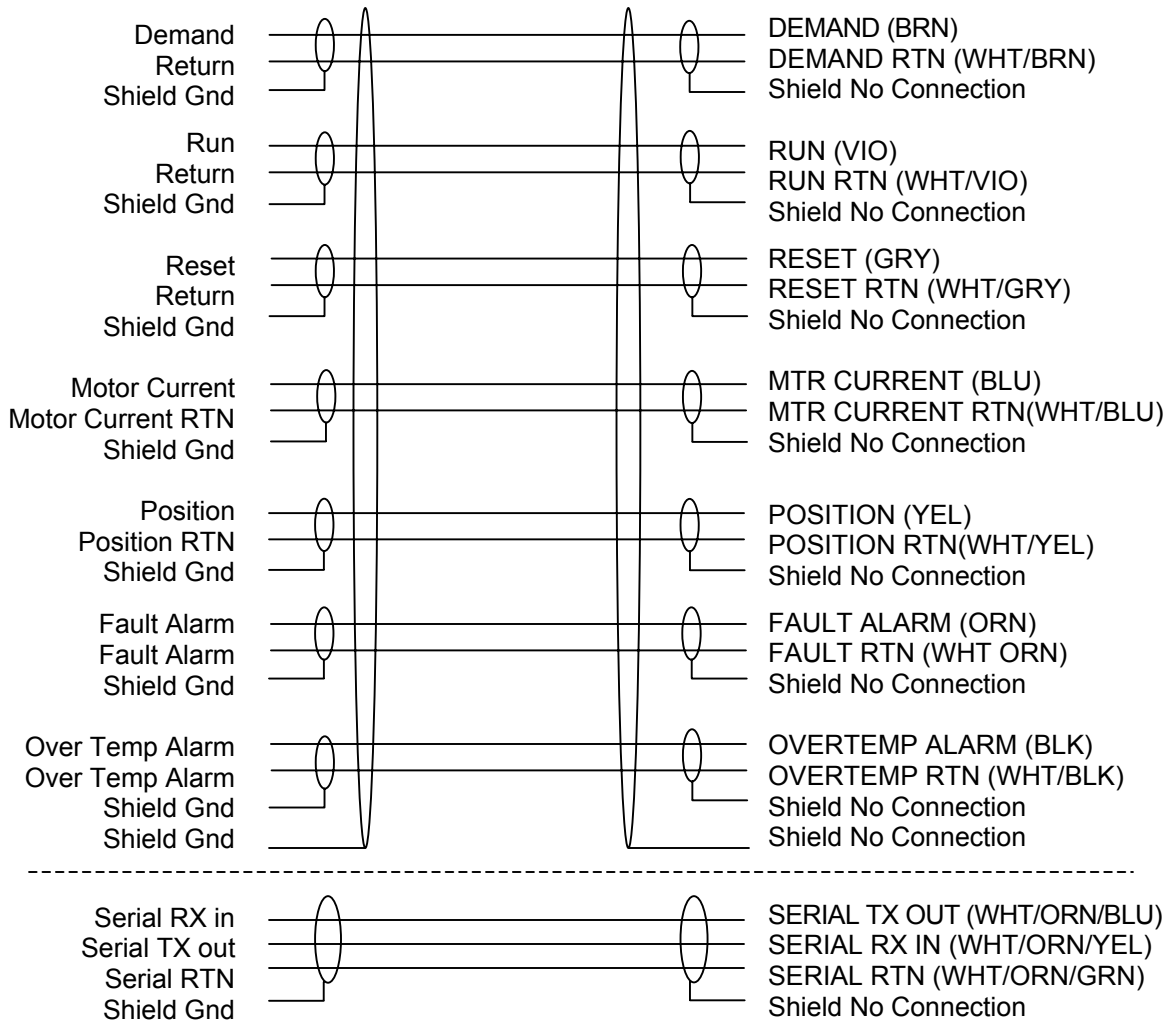 Demand
Return
Shield Gnd
DEMAND (BRN)
DEMAND RTN (WHT/BRN)
Shield No Connection
Run
Return
Shield Gnd
RUN (VIO)
RUN RTN (WHT/VIO)
Shield No Connection
Reset
Return
Shield Gnd
RESET (GRY)
RESET RTN (WHT/GRY)
Shield No Connection
Motor Current
Motor Current RTN
Shield Gnd
MTR CURRENT (BLU)
MTR CURRENT RTN(WHT/BLU)
Shield No Connection
Position
Position RTN
Shield Gnd
POSITION (YEL)
POSITION RTN(WHT/YEL)
Shield No Connection
Fault Alarm
Fault Alarm
Shield Gnd
FAULT ALARM (ORN)
FAULT RTN (WHT ORN)
Shield No Connection
Over Temp Alarm
Over Temp Alarm
Shield Gnd
Shield Gnd
OVERTEMP ALARM (BLK)
OVERTEMP RTN (WHT/BLK)
Shield No Connection
Shield No Connection
Serial RX in
Serial TX out
Serial RTN
Shield Gnd
SERIAL TX OUT (WHT/ORN/BLU)
SERIAL RX IN (WHT/ORN/YEL)
SERIAL RTN (WHT/ORN/GRN)
Shield No Connection